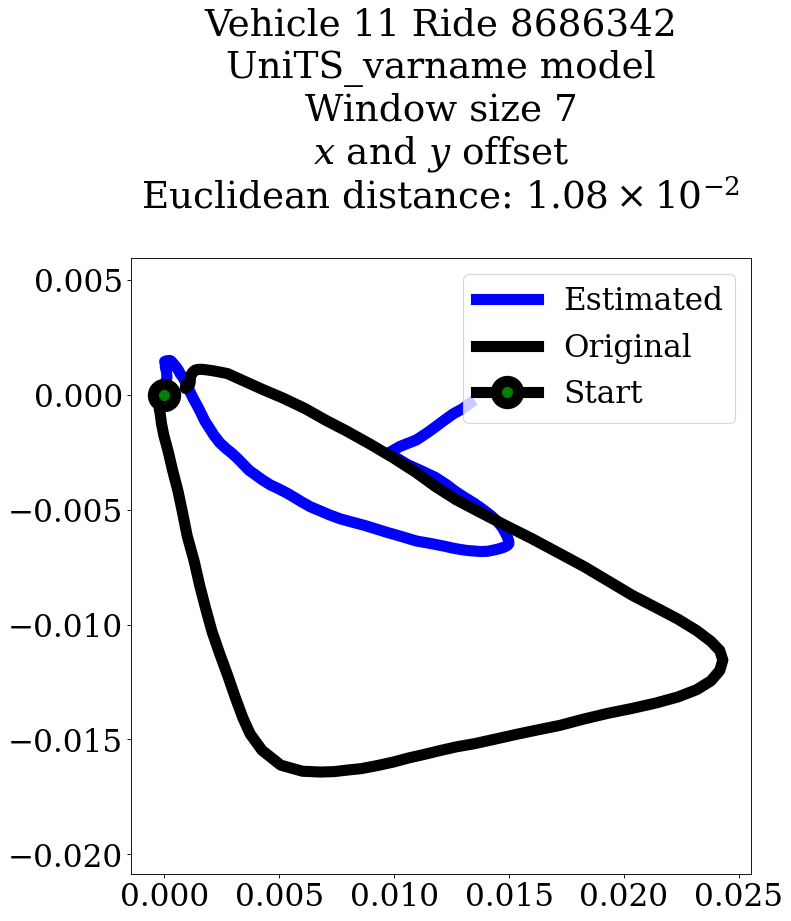 Vehicle 11 Ride 8686342
UniTS_varname model
Window size 7
x and y offset
Euclidean distance: 1.08 × 10⁻²
Estimated
Original
Start
0.005
0.000
−0.005
−0.010
−0.015
−0.020
0.000 0.005 0.010 0.015 0.020 0.025